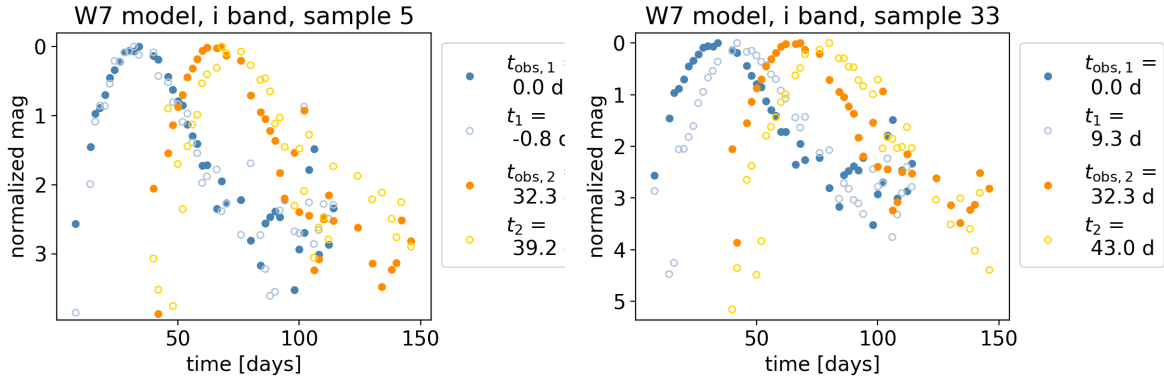 W7 model, i band, sample 5
normalized mag
0
1
2
3
50
100
150
time [days]
t_obs,1 =
0.0 d
t_1 =
-0.8 d
t_obs,2 =
32.3
t_2 =
39.2
W7 model, i band, sample 33
normalized mag
0
1
2
3
4
5
50
100
150
time [days]
t_obs,1 =
0.0 d
t_1 =
9.3 d
t_obs,2 =
32.3 d
t_2 =
43.0 d